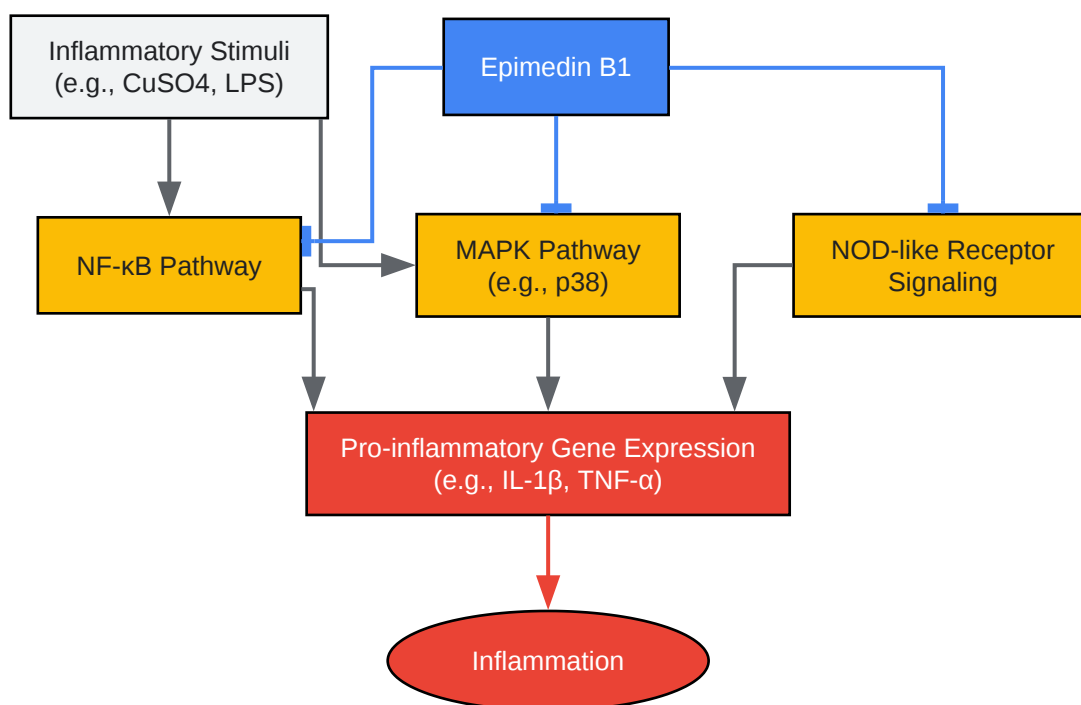 Inflammatory Stimuli
(e.g., CuSO4, LPS)
Epimedin B1
NF-κB Pathway
MAPK Pathway
(e.g., p38)
NOD-like Receptor
Signaling
Pro-inflammatory Gene Expression
(e.g., IL-1β, TNF-α)
Inflammation